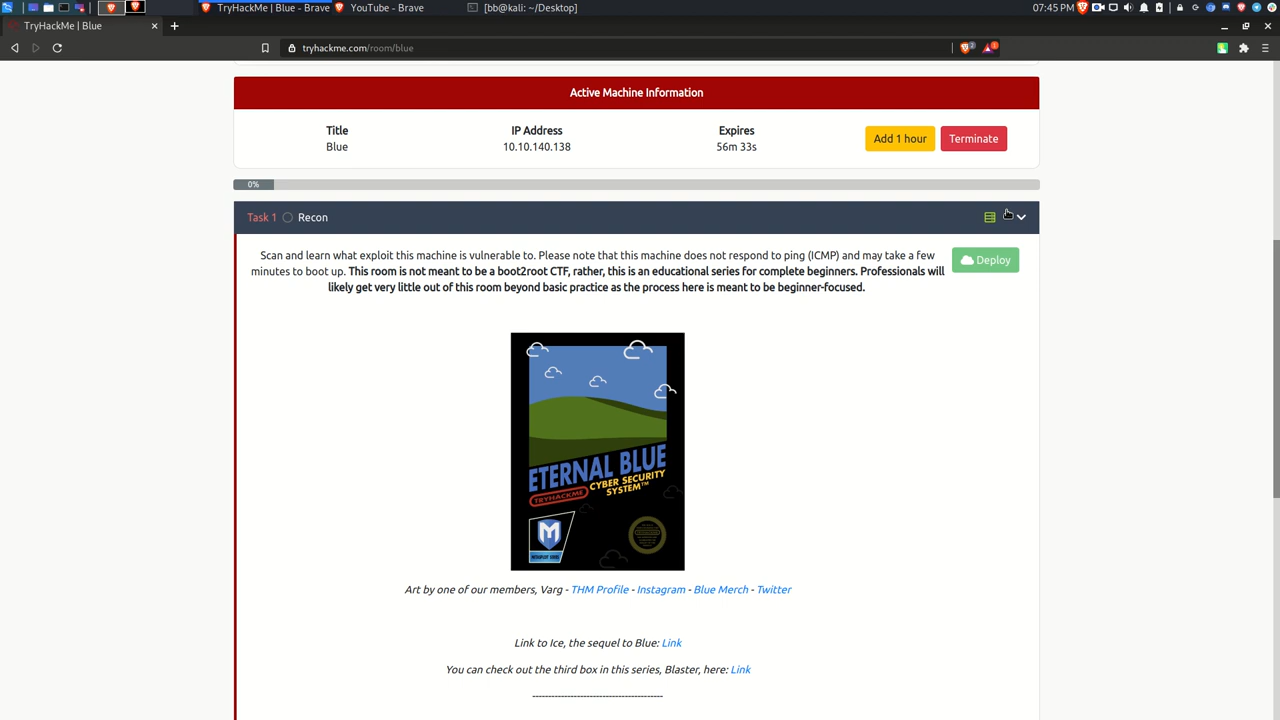 TryHackMe | Blue - Brave
YouTube - Brave
[bb@kali: ~/Desktop]
07:45 PM
TryHackMe | Blue
tryhackme.com/room/blue
Active Machine Information
Title
IP Address
Expires
Blue
10.10.140.138
56m 33s
Add 1 hour
Terminate
0%
Task 1
Recon
Scan and learn what exploit this machine is vulnerable to. Please note that this machine does not respond to ping (ICMP) and may take a few
minutes to boot up. This room is not meant to be a boot2root CTF, rather, this is an educational series for complete beginners. Professionals will
likely get very little out of this room beyond basic practice as the process here is meant to be beginner-focused.
Deploy
ETERNAL BLUE
TRYHACKME
CYBER SECURITY
SYSTEM™
Art by one of our members, Varg - THM Profile - Instagram - Blue Merch - Twitter
Link to Ice, the sequel to Blue: Link
You can check out the third box in this series, Blaster, here: Link
----------------------------------------